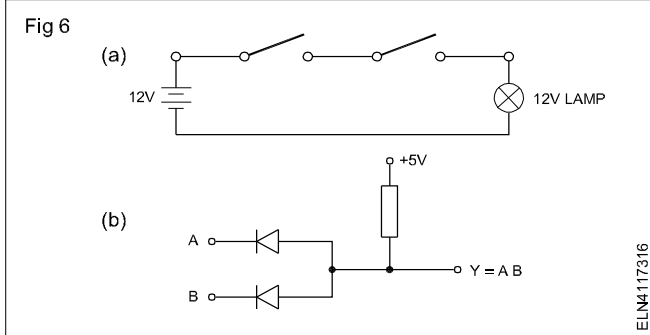 Fig 6
(a)
12V
12V LAMP
+5V
(b)
A
Y = A B
B
ELN4117316